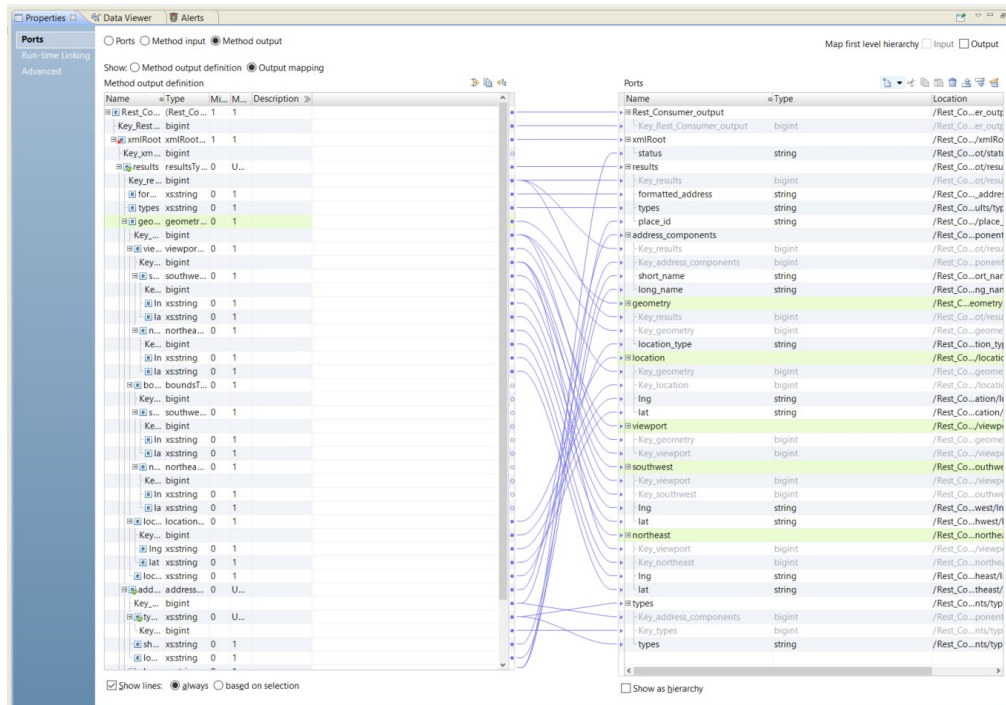 Properties Data Viewer Alerts
Ports
Run-time Linking
Advanced
Ports Method input Method output
Map first level hierarchy Input Output
Show: Method output definition Output mapping
Method output definition
Name Type Mi... M... Description »
Rest_Co... (Rest_Co... 1 1
Key_Rest... bigint
xmlRoot xmlRoot... 1 1
Key_xm... bigint
results resultsTy... 0 U...
Key_re... bigint
for... xs:string 0 1
types xs:string 0 1
geo... geometr... 0 1
Key_... bigint
vie... viewpor... 0 1
Key... bigint
s... southwe... 0 1
Ke... bigint
ln xs:string 0 1
la xs:string 0 1
n... northea... 0 1
Ke... bigint
ln xs:string 0 1
la xs:string 0 1
bo... boundsT... 0 1
Key... bigint
s... southwe... 0 1
Ke... bigint
ln xs:string 0 1
la xs:string 0 1
n... northea... 0 1
Ke... bigint
ln xs:string 0 1
la xs:string 0 1
loc... location... 0 1
Key... bigint
lng xs:string 0 1
lat xs:string 0 1
loc... xs:string 0 1
add... address... 0 U...
Key_... bigint
ty... xs:string 0 U...
Key... bigint
sh... xs:string 0 1
lo... xs:string 0 1
Show lines: always based on selection
Ports
Name Type Location
Rest_Consumer_output /Rest_Co...er_outp
Key_Rest_Consumer_output bigint /Rest_Co...er_outp
xmlRoot /Rest_Co.../xmlRo
status string /Rest_Co...ot/statu
results /Rest_Co...ot/resu
Key_results bigint /Rest_Co...ot/resu
formatted_address string /Rest_Co..._addres
types string /Rest_Co...ults/typ
place_id string /Rest_Co.../place_
address_components /Rest_Co...ponent
Key_results bigint /Rest_Co...ot/resu
Key_address_components bigint /Rest_Co...ponent
short_name string /Rest_Co...ort_nar
long_name string /Rest_Co...ng_nan
geometry /Rest_C...eometry
Key_results bigint /Rest_Co...ot/resu
Key_geometry bigint /Rest_Co...geome
location_type string /Rest_Co...tion_typ
location /Rest_Co.../locatic
Key_geometry bigint /Rest_Co...geome
Key_location bigint /Rest_Co.../locatic
lng string /Rest_Co...ation/ln
lat string /Rest_Co...cation/
viewport /Rest_Co.../viewp
Key_geometry bigint /Rest_Co...geome
Key_viewport bigint /Rest_Co.../viewp
southwest /Rest_Co...outhwe
Key_viewport bigint /Rest_Co.../viewp
Key_southwest bigint /Rest_Co...outhwe
lng string /Rest_Co...west/ln
lat string /Rest_Co...hwest/l
northeast /Rest_Co...northe
Key_viewport bigint /Rest_Co.../viewp
Key_northeast bigint /Rest_Co...northe
lng string /Rest_Co...heast/l
lat string /Rest_Co...theast/
types /Rest_Co...nts/typ
Key_address_components bigint /Rest_Co...ponent
Key_types bigint /Rest_Co...nts/typ
types string /Rest_Co...nts/typ
Show as hierarchy